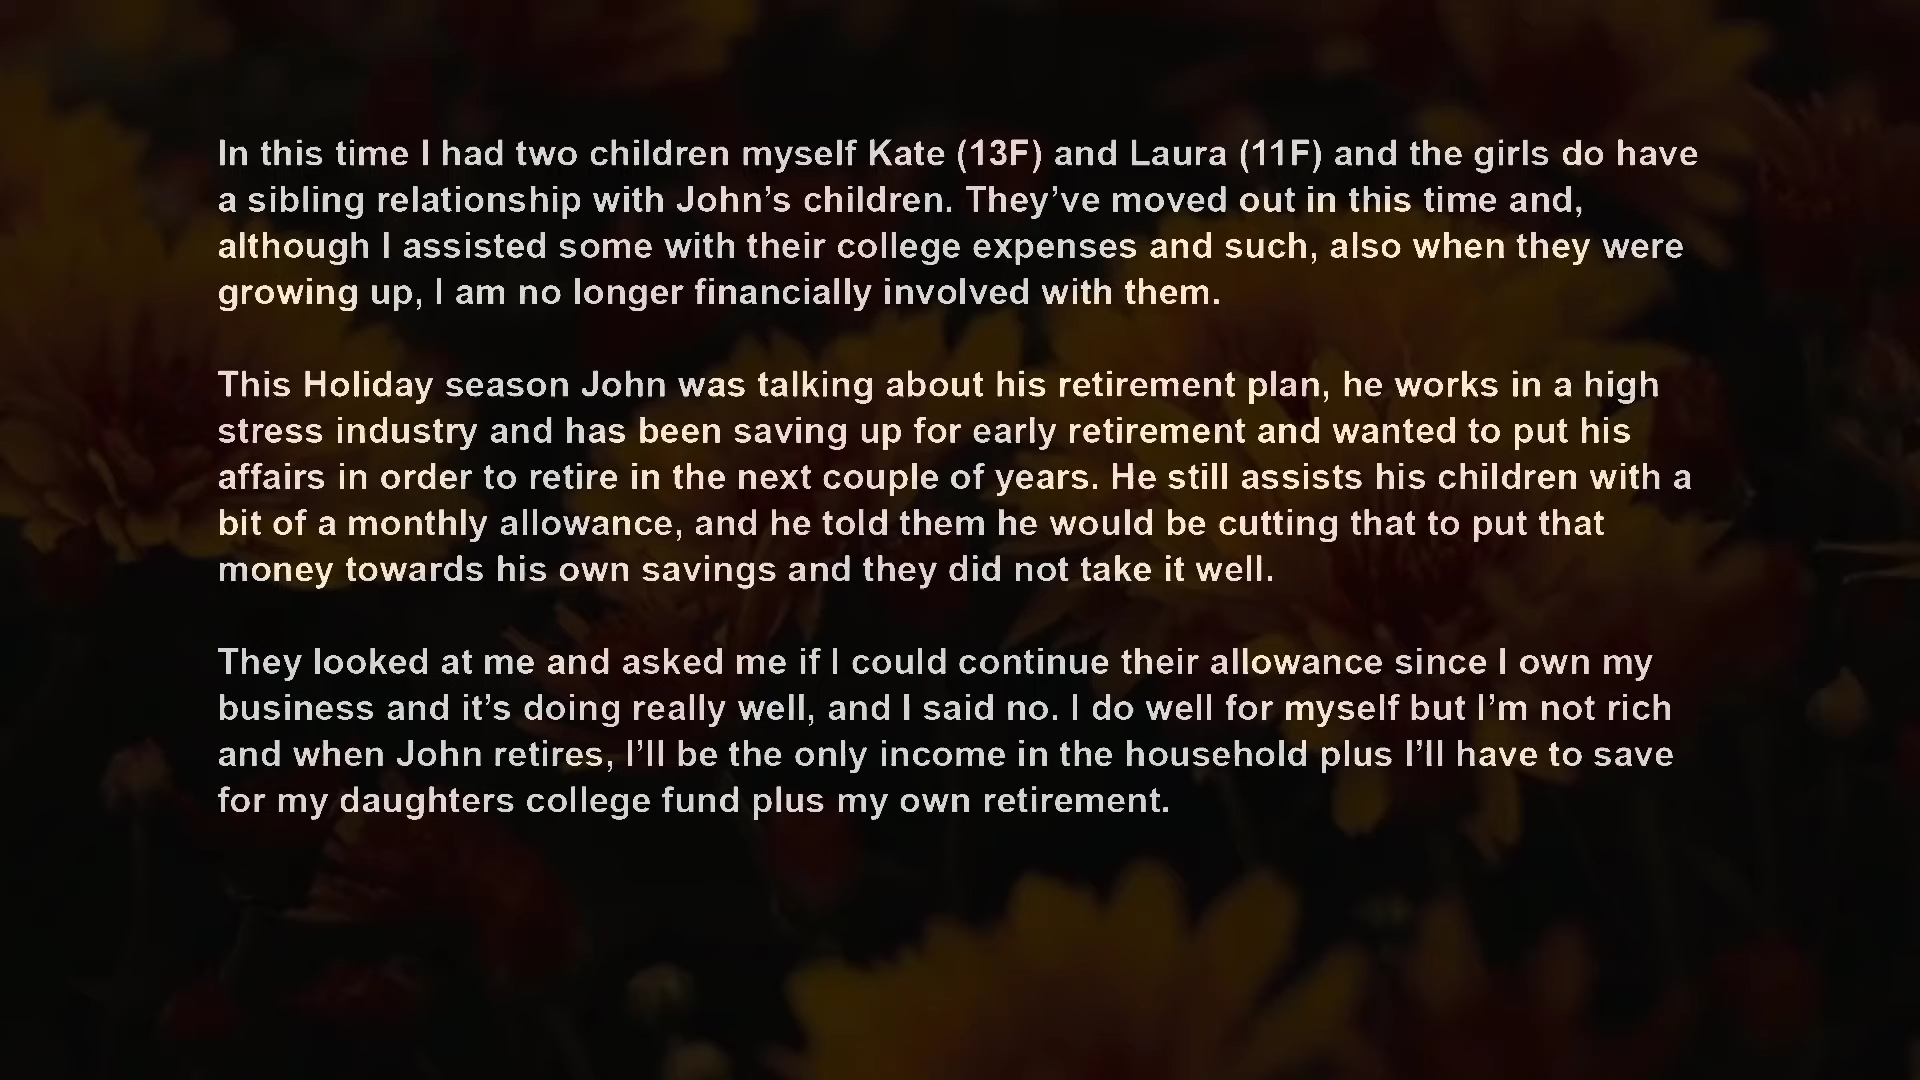 In this time I had two children myself Kate (13F) and Laura (11F) and the girls do have
a sibling relationship with John’s children. They’ve moved out in this time and,
although I assisted some with their college expenses and such, also when they were
growing up, I am no longer financially involved with them.
This Holiday season John was talking about his retirement plan, he works in a high
stress industry and has been saving up for early retirement and wanted to put his
affairs in order to retire in the next couple of years. He still assists his children with a
bit of a monthly allowance, and he told them he would be cutting that to put that
money towards his own savings and they did not take it well.
They looked at me and asked me if I could continue their allowance since I own my
business and it’s doing really well, and I said no. I do well for myself but I’m not rich
and when John retires, I’ll be the only income in the household plus I’ll have to save
for my daughters college fund plus my own retirement.